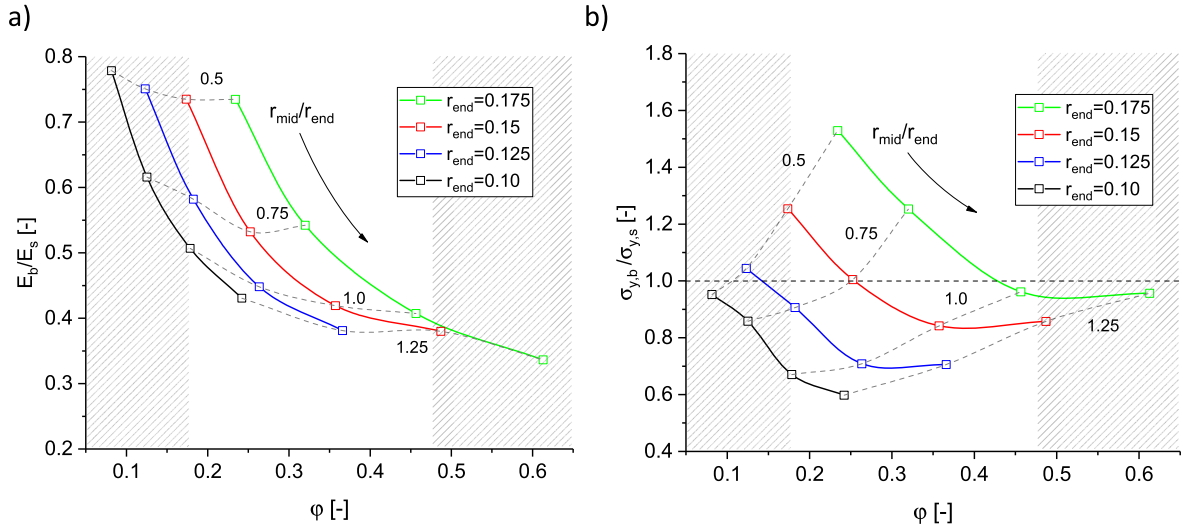 a)
0.8
0.7
0.6
0.5
0.4
0.3
0.2
0.1
0.2
0.3
0.4
0.5
0.6
E_b/E_s [-]
φ [-]
0.5
0.75
1.0
1.25
r_mid/r_end
r_end=0.175
r_end=0.15
r_end=0.125
r_end=0.10
b)
1.8
1.6
1.4
1.2
1.0
0.8
0.6
0.4
0.1
0.2
0.3
0.4
0.5
0.6
σ_y,b/σ_y,s [-]
φ [-]
0.5
0.75
1.0
1.25
r_mid/r_end
r_end=0.175
r_end=0.15
r_end=0.125
r_end=0.10